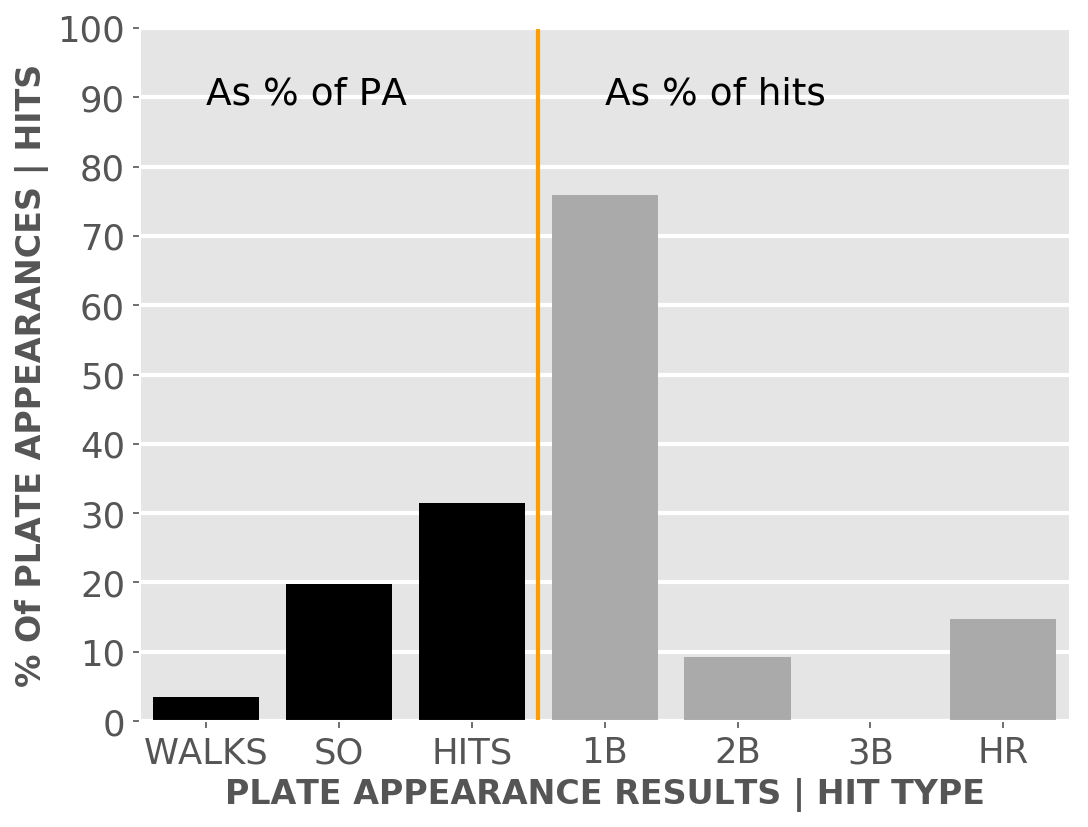 100
90
80
70
60
50
40
30
20
10
0
% Of PLATE APPEARANCES | HITS
As % of PA
As % of hits
WALKS SO HITS 1B 2B 3B HR
PLATE APPEARANCE RESULTS | HIT TYPE